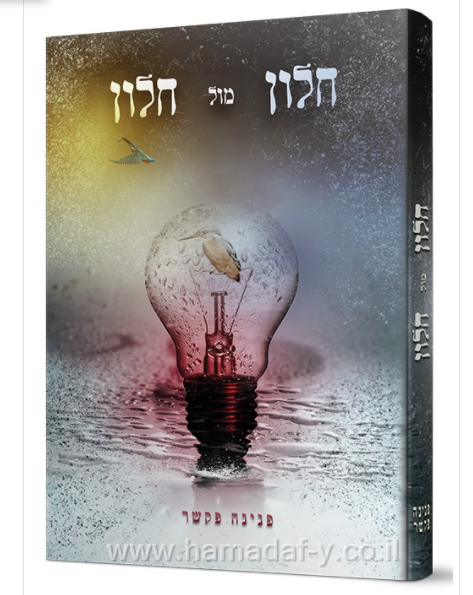 חלון מול חלון
פנינה פקשר
www.hamadaf-y.co.il
חלון מול חלון
פנינה
פקשר